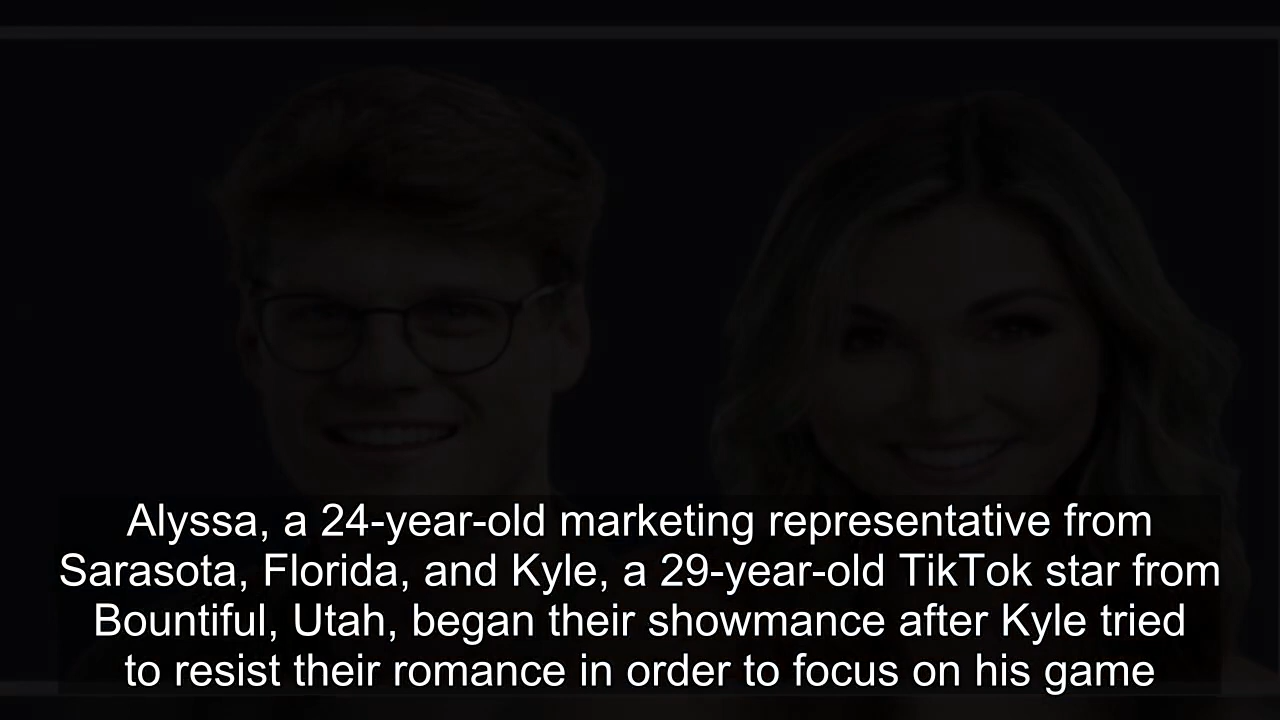 Alyssa, a 24-year-old marketing representative from
Sarasota, Florida, and Kyle, a 29-year-old TikTok star from
Bountiful, Utah, began their showmance after Kyle tried
to resist their romance in order to focus on his game